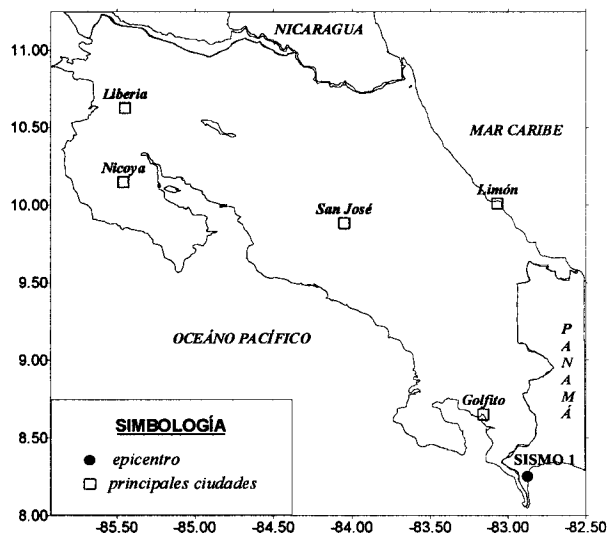 11.00
10.50
10.00
9.50
9.00
8.50
8.00
NICARAGUA
Liberia
MAR CARIBE
Nicoya
Limón
San José
OCEÁNO PACÍFICO
P
A
N
A
M
Á
Golfito
SISMO 1
SIMBOLOGÍA
epicentro
principales ciudades
-85.50 -85.00 -84.50 -84.00 -83.50 -83.00 -82.50